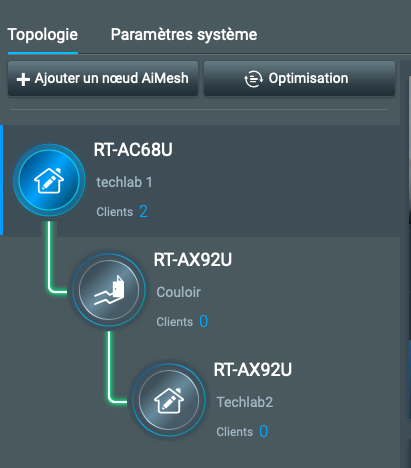 Topologie Paramètres système
Ajouter un nœud AiMesh Optimisation
RT-AC68U
techlab 1
Clients 2
RT-AX92U
Couloir
Clients 0
RT-AX92U
Techlab2
Clients 0